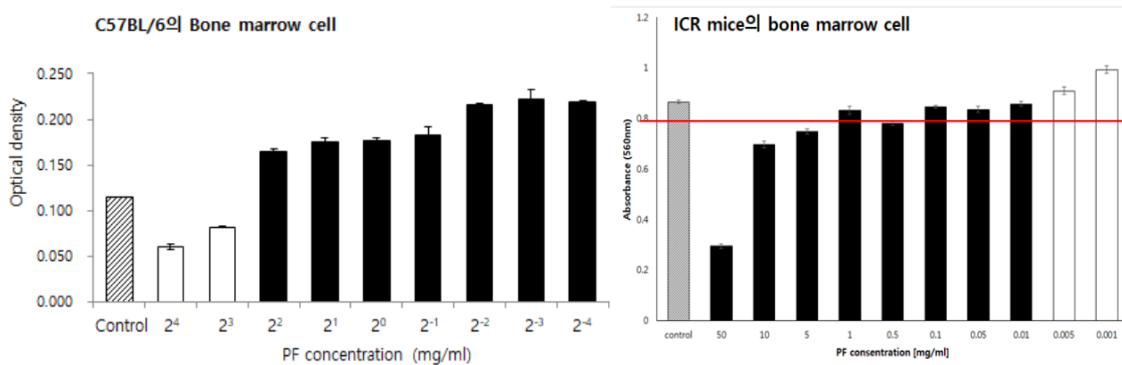 C57BL/6의 Bone marrow cell
Optical density
0.250
0.200
0.150
0.100
0.050
0.000
Control 2⁴ 2³ 2² 2¹ 2⁰ 2⁻¹ 2⁻² 2⁻³ 2⁻⁴
PF concentration (mg/ml)
ICR mice의 bone marrow cell
Absorbance (560nm)
1.2
1
0.8
0.6
0.4
0.2
0
control 50 10 5 1 0.5 0.1 0.05 0.01 0.005 0.001
PF consentration [mg/ml]